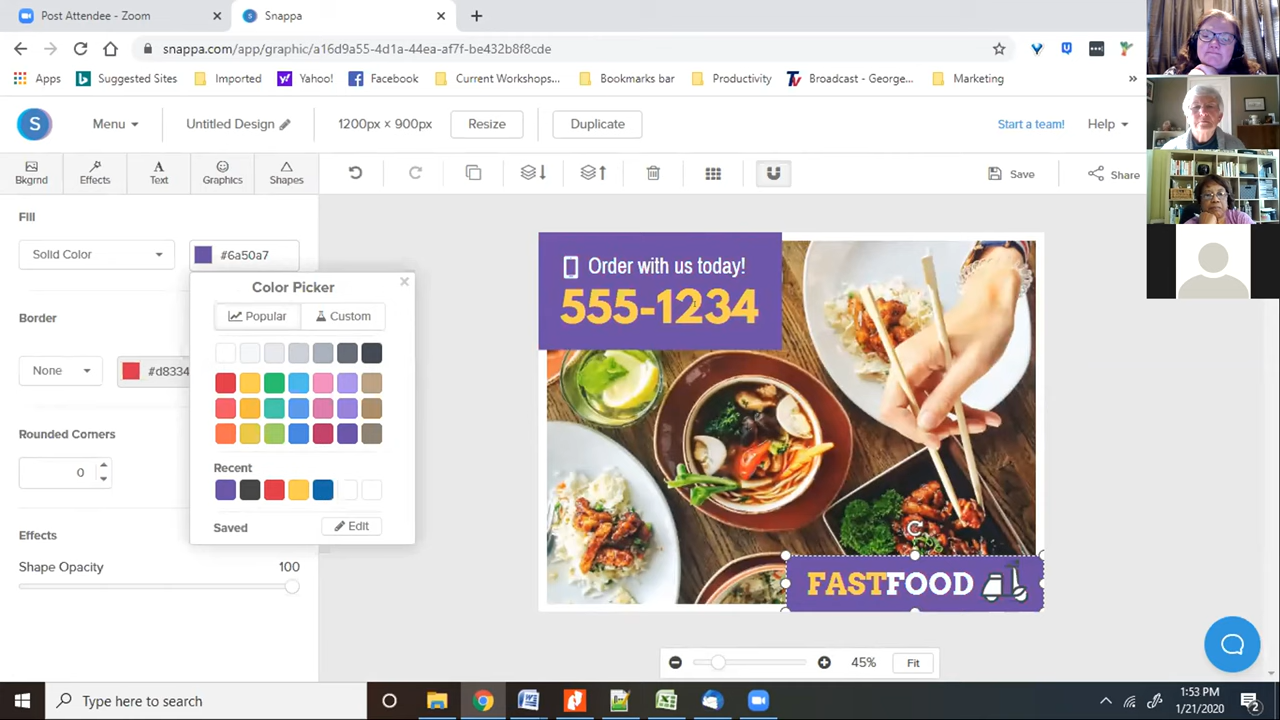 Post Attendee - Zoom
Snappa
snappa.com/app/graphic/a16d9a55-4d1a-44ea-af7f-be432b8f8cde
Apps
Suggested Sites
Imported
Yahoo!
Facebook
Current Workshops...
Bookmarks bar
Productivity
Broadcast - George...
Marketing
S
Menu
Untitled Design
1200px × 900px
Resize
Duplicate
Start a team!
Help
Bkgrnd
Effects
Text
Graphics
Shapes
Save
Share
Fill
Solid Color
#6a50a7
Color Picker
Popular
Custom
Border
None
#d8334
Rounded Corners
0
Recent
Saved
Edit
Effects
Shape Opacity
100
Order with us today!
555-1234
FASTFOOD
45%
Fit
Type here to search
1:53 PM
1/21/2020
2